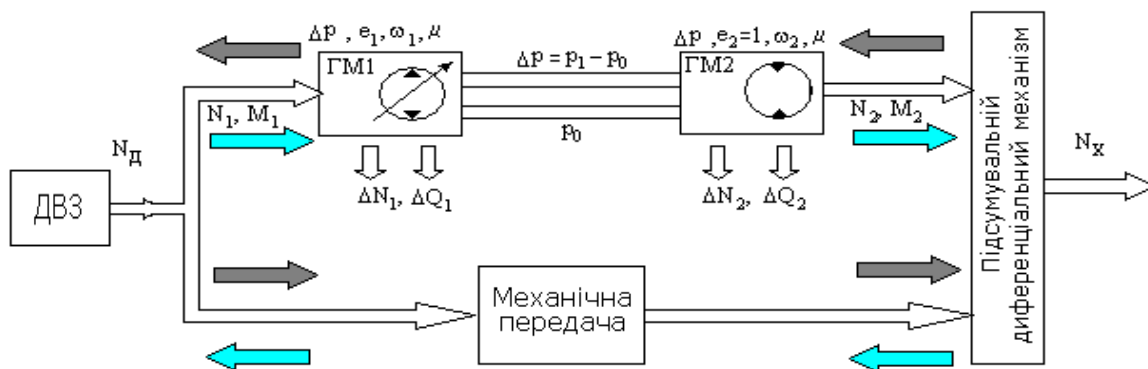 Δp , e₁, ω₁, μ
Δp , e₂=1, ω₂, μ
ГМ1
Δp = p₁ – p₀
ГМ2
N₁, M₁
p₀
N₂, M₂
Nд
Nх
ДВЗ
ΔN₁, ΔQ₁
ΔN₂, ΔQ₂
Механічна
передача
Підсумувальній
диференціальний механізм